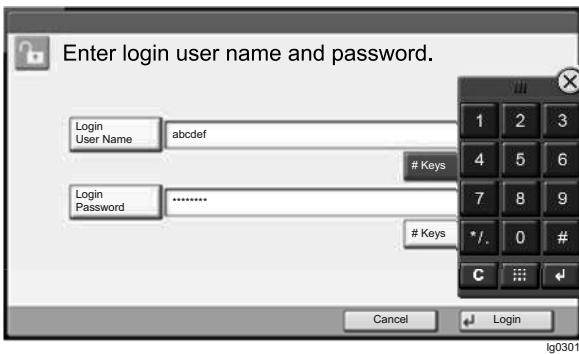 Enter login user name and password.
Login
User Name
abcdef
# Keys
Login
Password
********
# Keys
1 2 3
4 5 6
7 8 9
*/. 0 #
C
Cancel
Login
lg0301